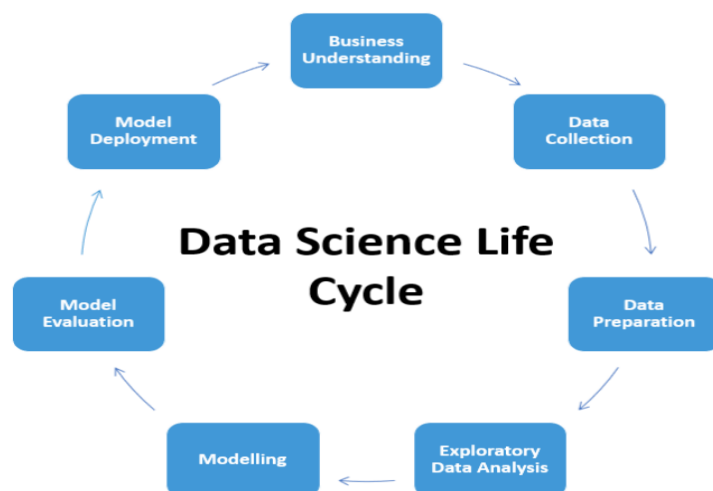 Business
Understanding
Data
Collection
Data
Preparation
Exploratory
Data Analysis
Modelling
Model
Evaluation
Model
Deployment
Data Science Life
Cycle